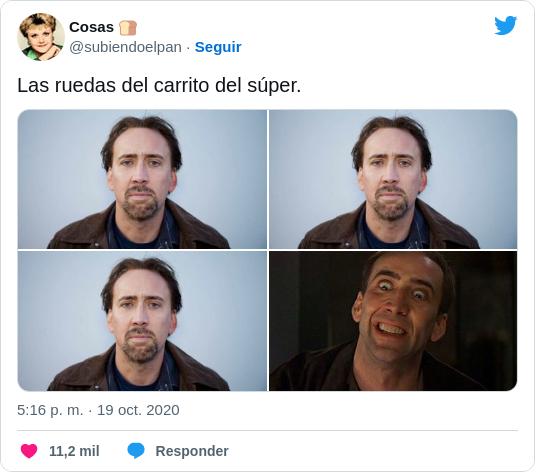 Cosas 🍞
@subiendoelpan · Seguir
Las ruedas del carrito del súper.
5:16 p. m. · 19 oct. 2020
11,2 mil Responder